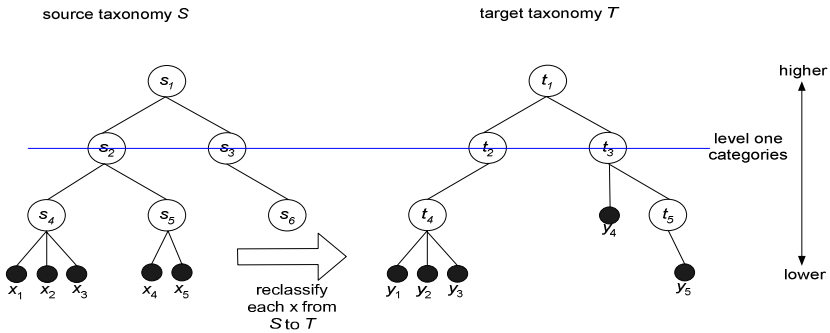 source taxonomy S
target taxonomy T
s1
t1
higher
s2
s3
t2
t3
level one
categories
s4
s5
s6
t4
y4
t5
x1
x2
x3
x4
x5
reclassify
each x from
S to T
y1
y2
y3
y5
lower